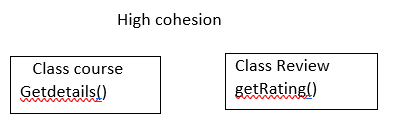 High cohesion
Class course
Getdetails()
Class Review
getRating()